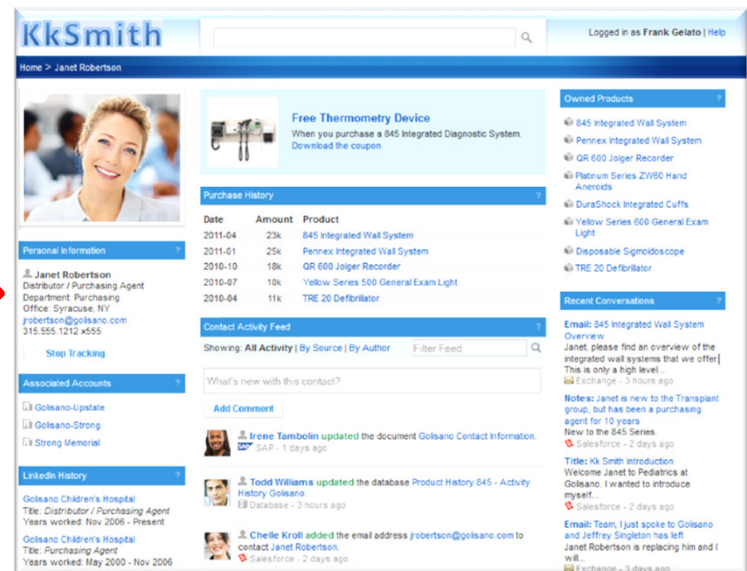 KkSmith
Logged in as Frank Gelato | Help
Home > Janet Robertson
Personal Information ?
Janet Robertson
Distributor / Purchasing Agent
Department: Purchasing
Office: Syracuse, NY
jrobertson@golisano.com
315.555.1212 x555
Stop Tracking
Associated Accounts ?
Golisano-Upstate
Golisano-Strong
Strong Memorial
LinkedIn History ?
Golisano Children's Hospital
Title: Distributor / Purchasing Agent
Years worked: Nov 2006 - Present
Golisano Children's Hospital
Title: Purchasing Agent
Years worked: May 2000 - Nov 2006
Free Thermometry Device
When you purchase a 845 Integrated Diagnostic System.
Download the coupon
Purchase History ?
Date Amount Product
2011-04 23k 845 Integrated Wall System
2011-01 25k Pennex Integrated Wall System
2010-10 18k QR 600 Jolger Recorder
2010-07 10k Yellow Series 500 General Exam Light
2010-04 11k TRE 20 Defibrillator
Contact Activity Feed ?
Showing: All Activity | By Source | By Author Filter Feed
What's new with this contact?
Add Comment
Irene Tambolin updated the document Golisano Contact Information.
SAP - 1 days ago
Todd Williams updated the database Product History 845 - Activity
History Golisano.
Database - 3 hours ago
Chelle Kroll added the email address jrobertson@golisano.com to
contact Janet Robertson.
Salesforce - 2 days ago
Owned Products ?
845 Integrated Wall System
Pennex Integrated Wall System
QR 600 Jolger Recorder
Platinum Series ZW60 Hand
Aneroids
DuraShock Integrated Cuffs
Yellow Series 600 General Exam
Light
Disposable Sigmoidoscope
TRE 20 Defibrillator
Recent Conversations ?
Email: 845 Integrated Wall System
Overview
Janet, please find an overview of the
integrated wall systems that we offer
This is only a high level...
Exchange - 3 hours ago
Notes: Janet is new to the Transplant
group, but has been a purchasing
agent for 10 years
New to the 845 Series.
Salesforce - 2 days ago
Title: Kk Smith Introduction
Welcome Janet to Pediatrics at
Golisano. I wanted to introduce
myself...
Salesforce - 2 days ago
Email: Team, I just spoke to Golisano
and Jeffrey Singleton has left
Janet Robertson is replacing him and I
will...
Exchange - 3 days ago